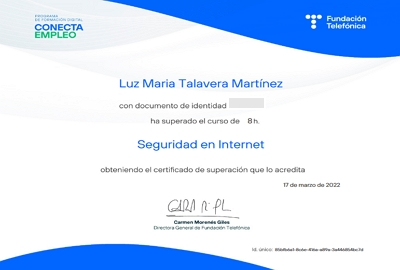 PROGRAMA
DE FORMACIÓN DIGITAL
CONECTA
EMPLEO
Fundación
Telefónica
Luz Maria Talavera Martínez
con documento de identidad
ha superado el curso de 8 h.
Seguridad en Internet
obteniendo el certificado de superación que lo acredita
17 de marzo de 2022
Carmen Morenés Giles
Directora General de Fundación Telefónica
Id. único: